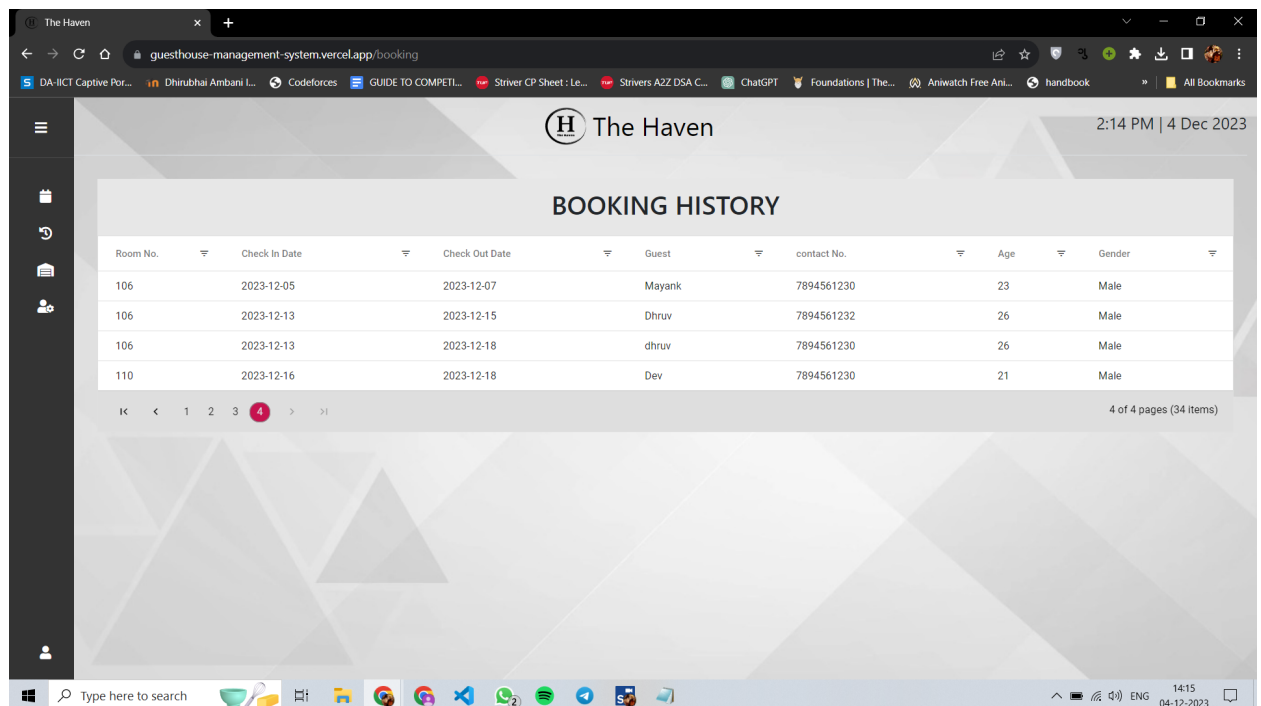 The Haven
guesthouse-management-system.vercel.app/booking
DA-IICT Captive Por... Dhirubhai Ambani I... Codeforces GUIDE TO COMPETI... Striver CP Sheet : Le... Strivers A2Z DSA C... ChatGPT Foundations | The... Aniwatch Free Ani... handbook » All Bookmarks
H The Haven
2:14 PM | 4 Dec 2023
BOOKING HISTORY
Room No. Check In Date Check Out Date Guest contact No. Age Gender
106 2023-12-05 2023-12-07 Mayank 7894561230 23 Male
106 2023-12-13 2023-12-15 Dhruv 7894561232 26 Male
106 2023-12-13 2023-12-18 dhruv 7894561230 26 Male
110 2023-12-16 2023-12-18 Dev 7894561230 21 Male
1 2 3 4 4 of 4 pages (34 items)
Type here to search
2
ENG
14:15
04-12-2023